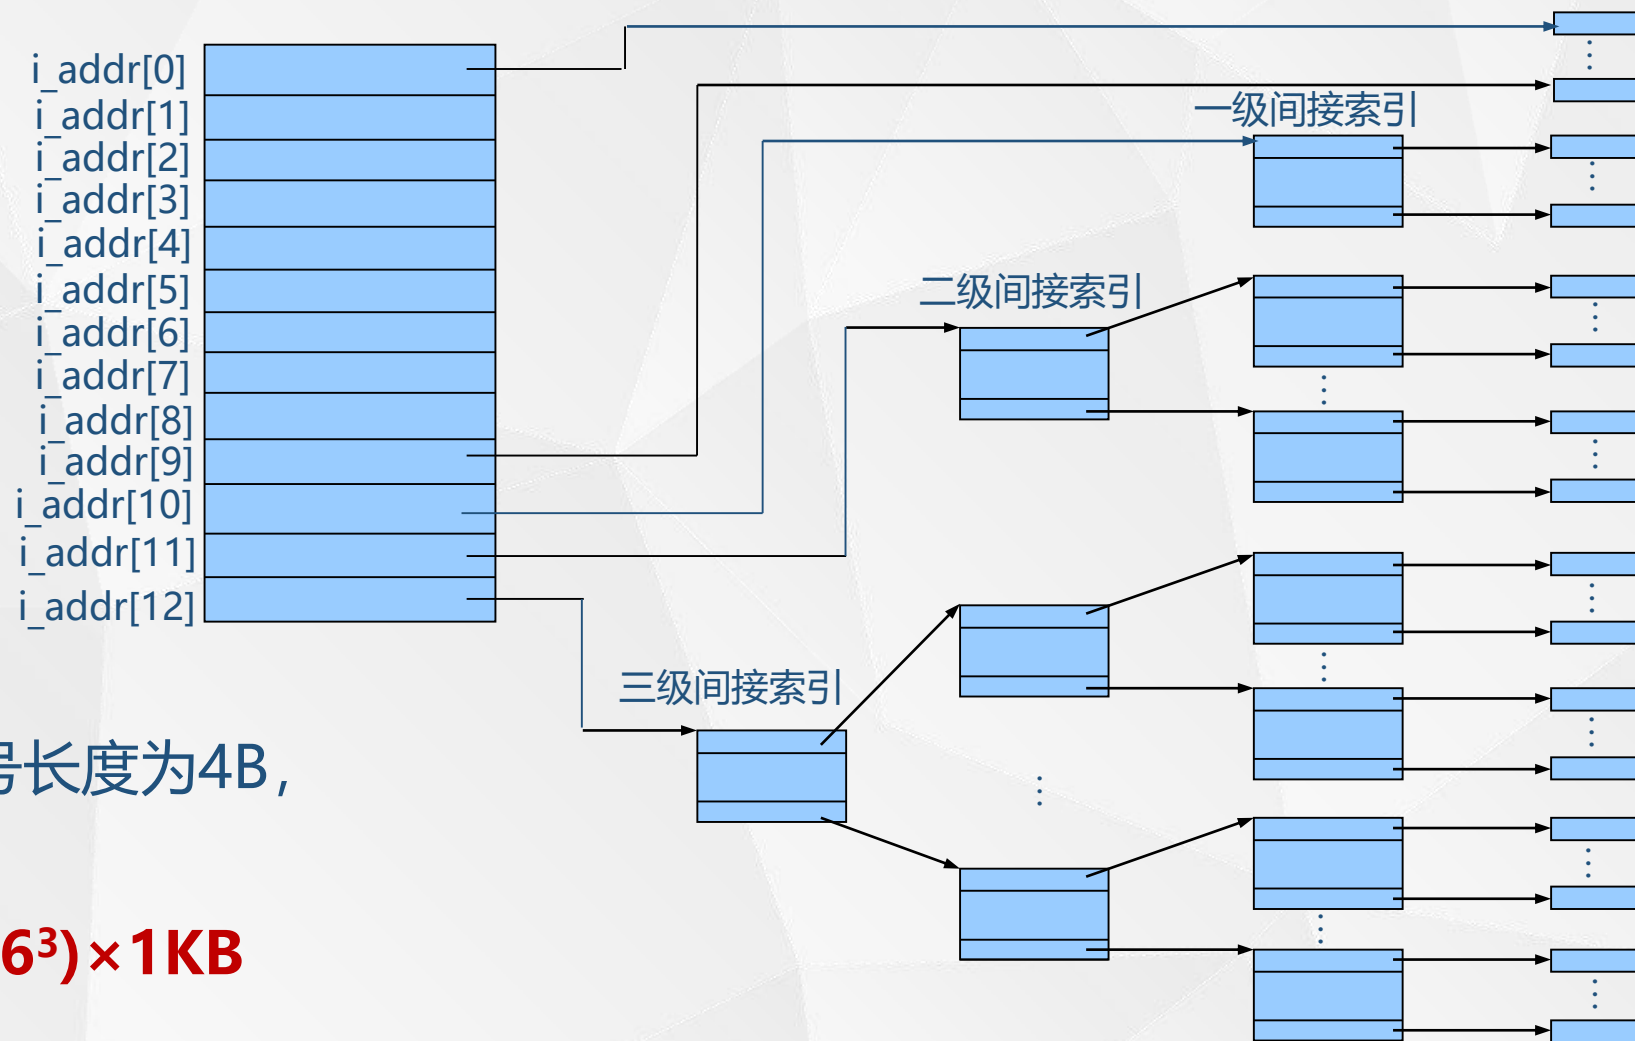 i_addr[0]
i_addr[1]
i_addr[2]
i_addr[3]
i_addr[4]
i_addr[5]
i_addr[6]
i_addr[7]
i_addr[8]
i_addr[9]
i_addr[10]
i_addr[11]
i_addr[12]
一级间接索引
二级间接索引
三级间接索引
号长度为4B，
6³)×1KB